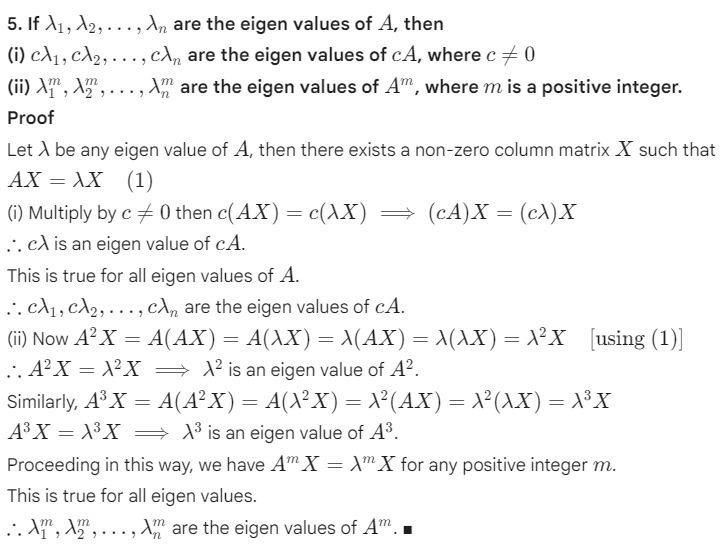 5. If λ₁, λ₂, . . . , λₙ are the eigen values of A, then
(i) cλ₁, cλ₂, . . . , cλₙ are the eigen values of cA, where c ≠ 0
(ii) λ₁ᵐ, λ₂ᵐ, . . . , λₙᵐ are the eigen values of Aᵐ, where m is a positive integer.
Proof
Let λ be any eigen value of A, then there exists a non-zero column matrix X such that
AX = λX (1)
(i) Multiply by c ≠ 0 then c(AX) = c(λX) ⟹ (cA)X = (cλ)X
∴ cλ is an eigen value of cA.
This is true for all eigen values of A.
∴ cλ₁, cλ₂, . . . , cλₙ are the eigen values of cA.
(ii) Now A²X = A(AX) = A(λX) = λ(AX) = λ(λX) = λ²X [using (1)]
∴ A²X = λ²X ⟹ λ² is an eigen value of A².
Similarly, A³X = A(A²X) = A(λ²X) = λ²(AX) = λ²(λX) = λ³X
A³X = λ³X ⟹ λ³ is an eigen value of A³.
Proceeding in this way, we have AᵐX = λᵐX for any positive integer m.
This is true for all eigen values.
∴ λ₁ᵐ, λ₂ᵐ, . . . , λₙᵐ are the eigen values of Aᵐ. ■